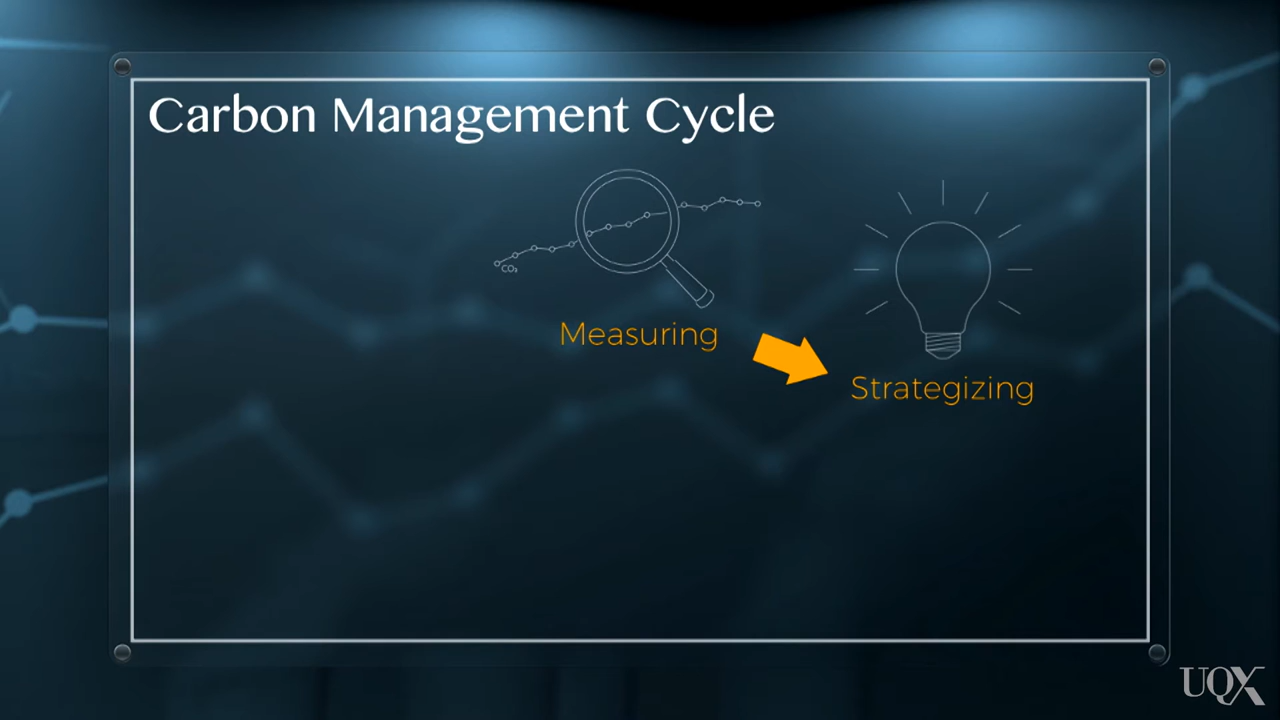 Carbon Management Cycle
CO₂
Measuring
Strategizing
UQX